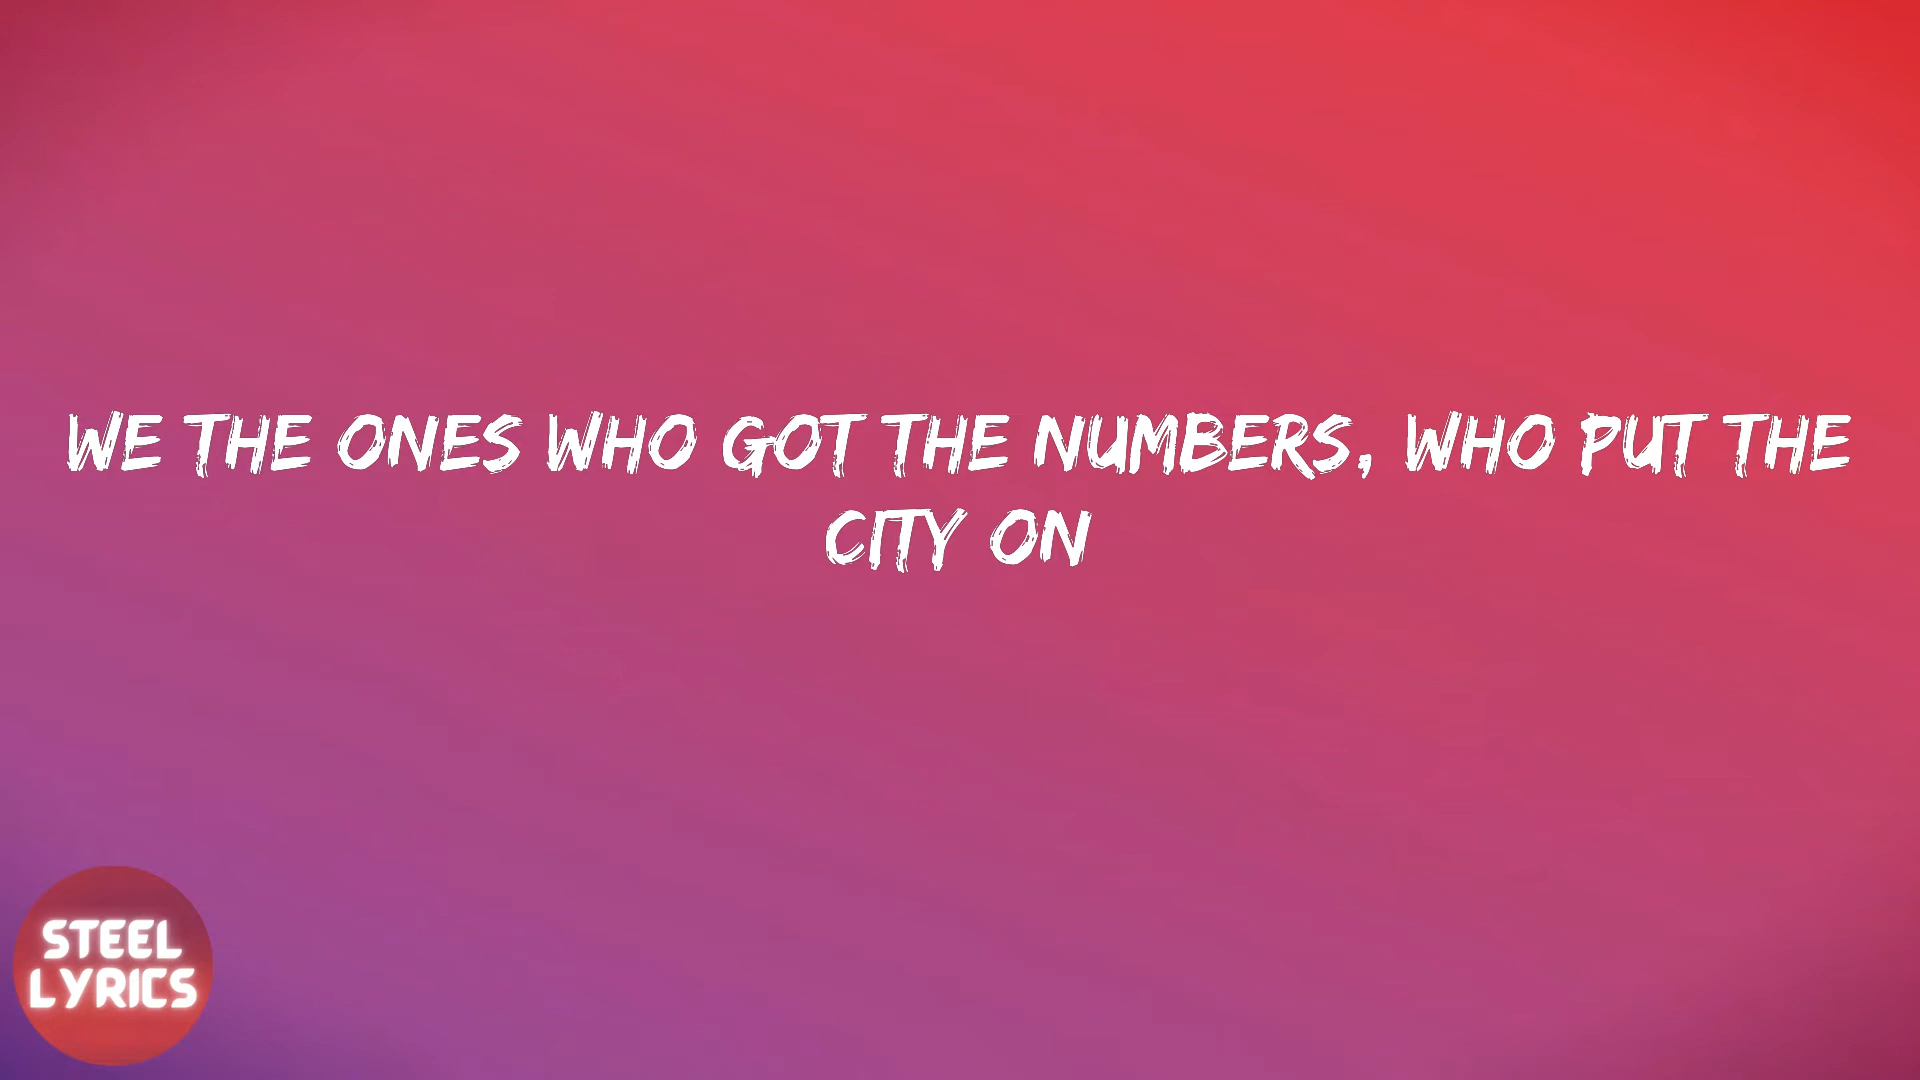 WE THE ONES WHO GOT THE NUMBERS, WHO PUT THE
CITY ON
STEEL
LYRICS